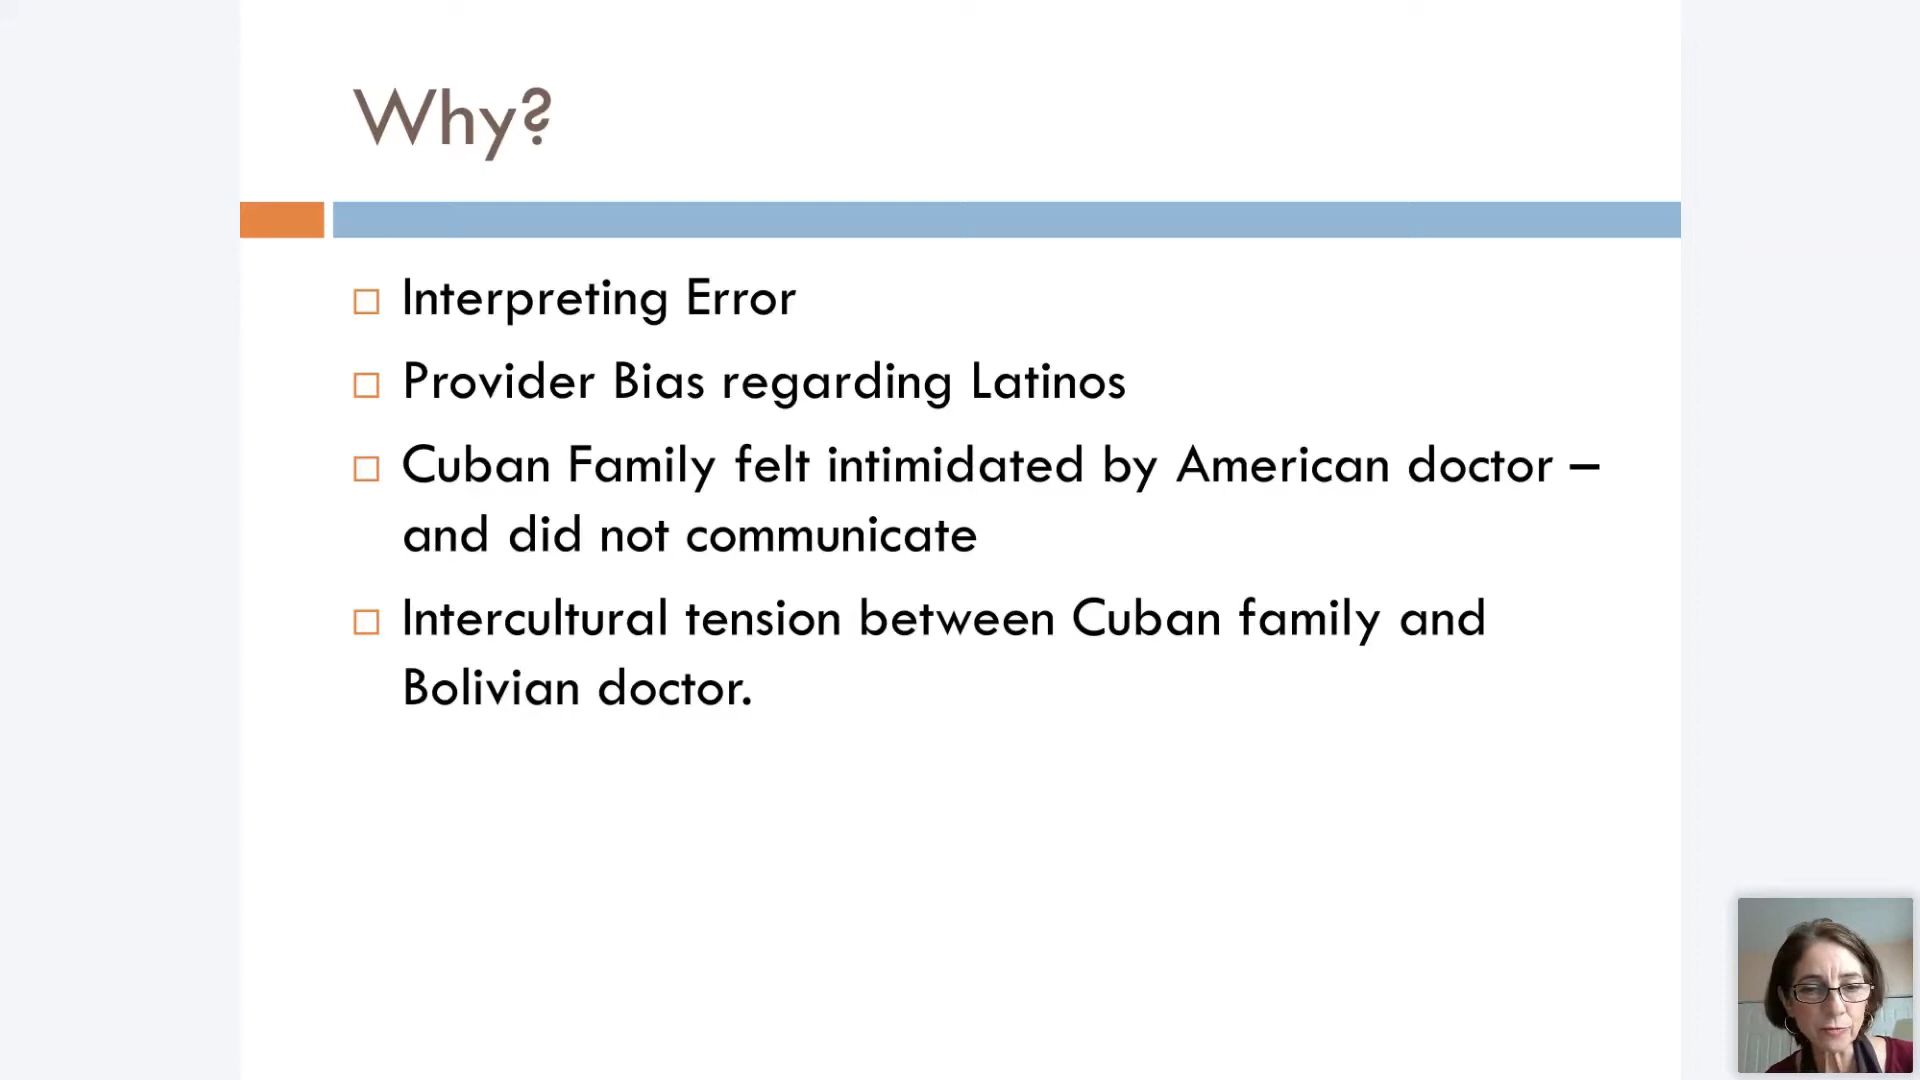 Why?
Interpreting Error
Provider Bias regarding Latinos
Cuban Family felt intimidated by American doctor –
and did not communicate
Intercultural tension between Cuban family and
Bolivian doctor.